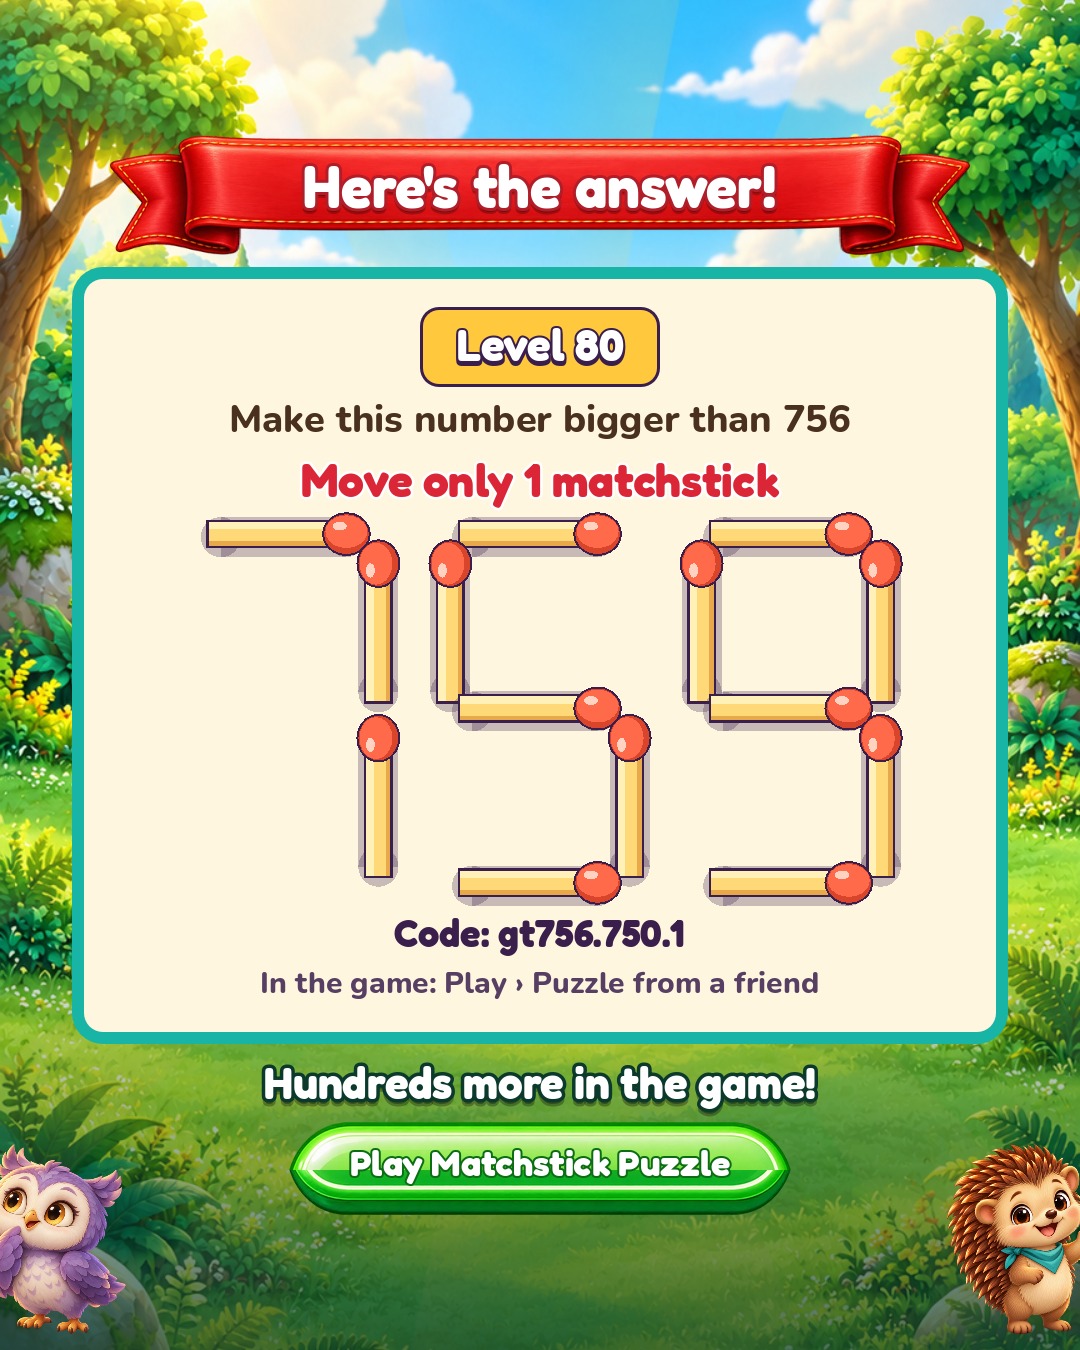 Here's the answer!
Level 80
Make this number bigger than 756
Move only 1 matchstick
759
Code: gt756.750.1
In the game: Play › Puzzle from a friend
Hundreds more in the game!
Play Matchstick Puzzle